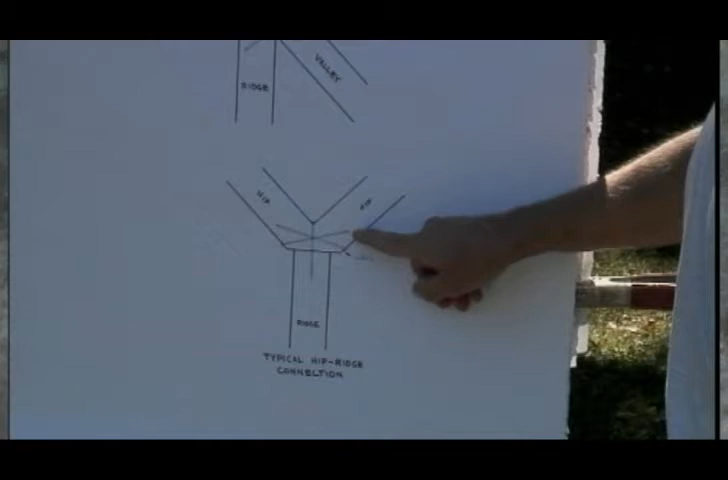 VALLEY
RIDGE
HIP
HIP
RIDGE
TYPICAL HIP-RIDGE
CONNECTION